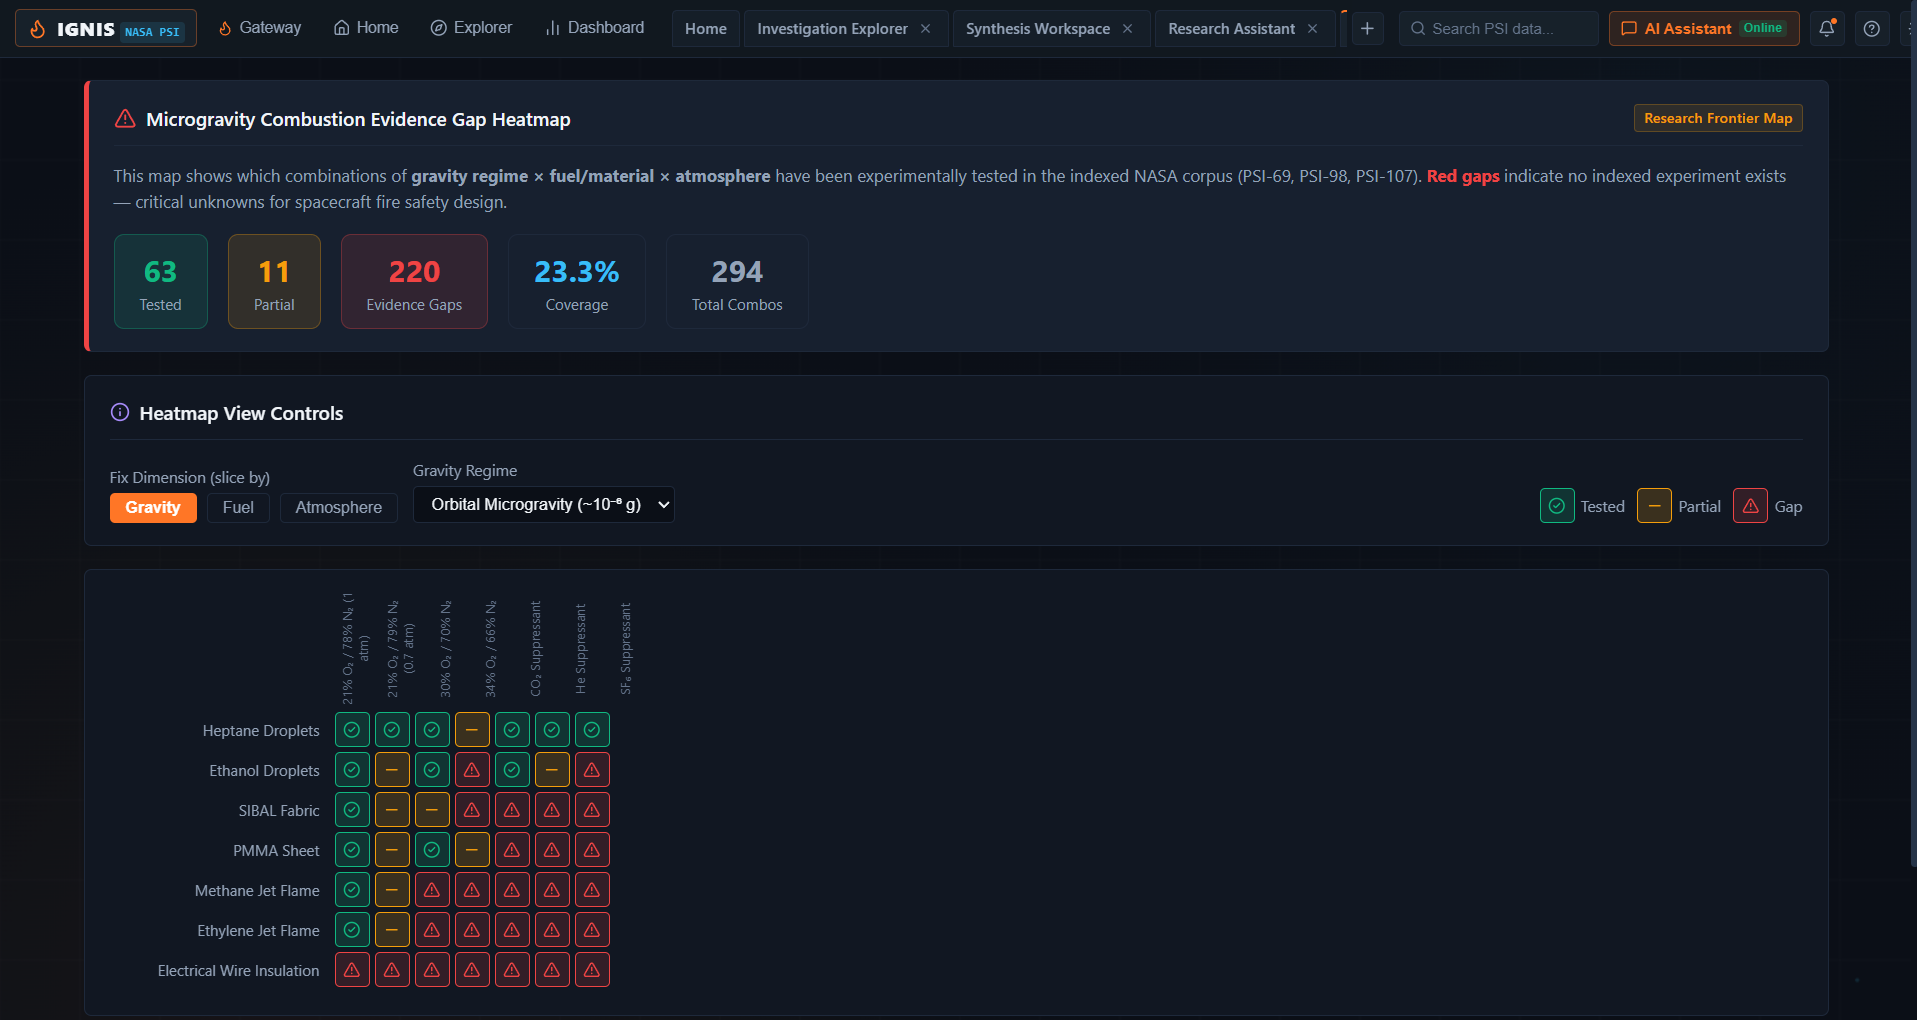 IGNIS NASA PSI Gateway Home Explorer Dashboard Home Investigation Explorer Synthesis Workspace Research Assistant Search PSI data... AI Assistant Online
Microgravity Combustion Evidence Gap Heatmap
Research Frontier Map
This map shows which combinations of gravity regime × fuel/material × atmosphere have been experimentally tested in the indexed NASA corpus (PSI-69, PSI-98, PSI-107). Red gaps indicate no indexed experiment exists
— critical unknowns for spacecraft fire safety design.
63
Tested
11
Partial
220
Evidence Gaps
23.3%
Coverage
294
Total Combos
Heatmap View Controls
Fix Dimension (slice by)
Gravity Fuel Atmosphere
Gravity Regime
Orbital Microgravity (~10⁻⁶ g)
Tested Partial Gap
21% O₂ / 78% N₂ (1
atm)
21% O₂ / 79% N₂
(0.7 atm)
30% O₂ / 70% N₂
34% O₂ / 66% N₂
CO₂ Suppressant
He Suppressant
SF₆ Suppressant
Heptane Droplets
Ethanol Droplets
SIBAL Fabric
PMMA Sheet
Methane Jet Flame
Ethylene Jet Flame
Electrical Wire Insulation